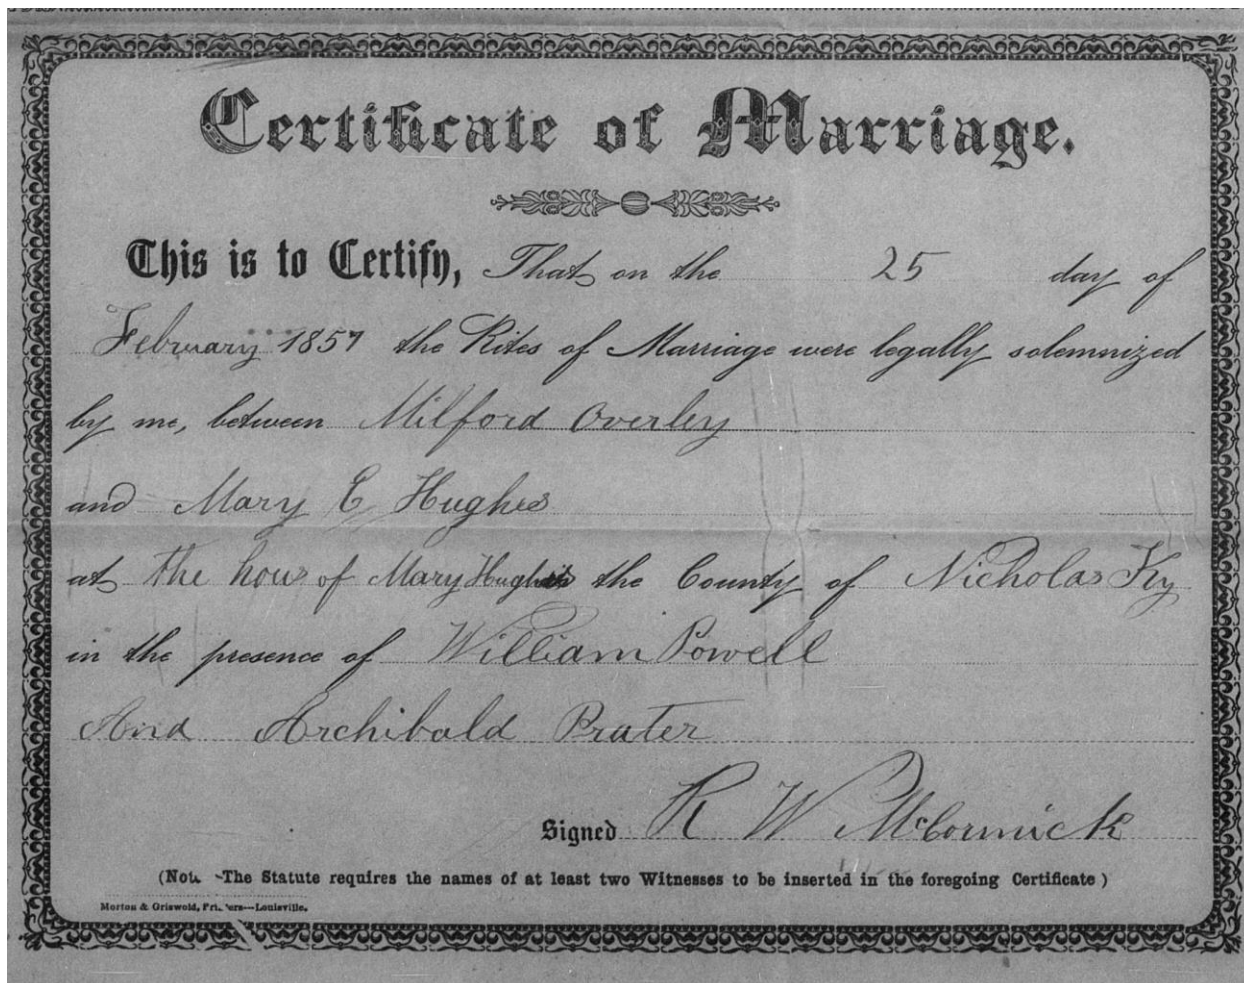 Certificate of Marriage.
This is to Certify, That on the 25 day of
February 1857 the Rites of Marriage were legally solemnized
by me, between Milford Overley
and Mary E Hughes
at the hous of Mary Hughes the County of Nicholas Ky
in the presence of William Powell
And Archibald Prater
Signed R W McCormick
(Note The Statute requires the names of at least two Witnesses to be inserted in the foregoing Certificate)
Morton & Griswold, Printers—Louisville.